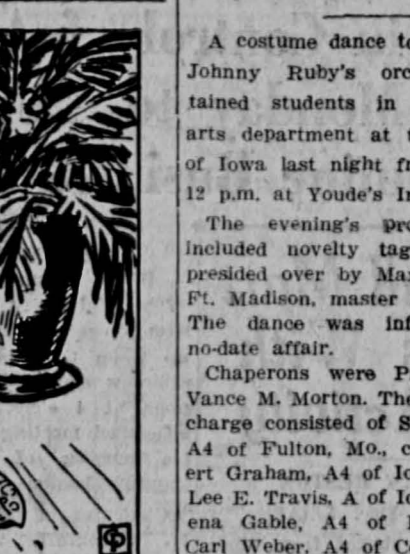 A costume dance to
Johnny Ruby's orc
tained students in
arts department at t
of Iowa last night fr
12 p.m. at Youde's In
The evening's pro
included novelty tag
presided over by Mar
Ft. Madison, master
The dance was inf
no-date affair.
Chaperons were P
Vance M. Morton. The
charge consisted of S
A4 of Fulton, Mo., c
ert Graham, A4 of Io
Lee E. Travis, A of Io
ena Gable, A4 of
Carl Weber, A4 of C